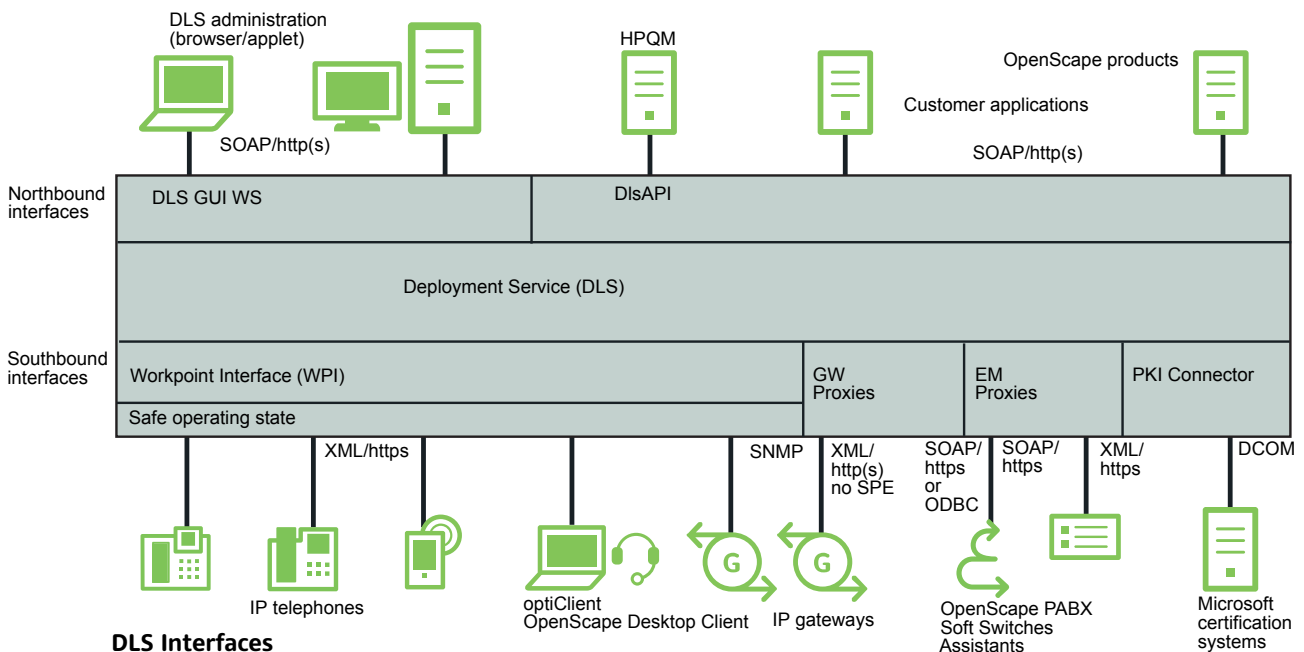 DLS administration
(browser/applet)
HPQM
OpenScape products
Customer applications
SOAP/http(s)
SOAP/http(s)
Northbound
interfaces
DLS GUI WS
DlsAPI
Deployment Service (DLS)
Southbound
interfaces
Workpoint Interface (WPI)
GW
Proxies
EM
Proxies
PKI Connector
Safe operating state
XML/https
SNMP
XML/
http(s)
no SPE
SOAP/
https
or
ODBC
SOAP/
https
XML/
https
DCOM
G
G
IP telephones
optiClient
OpenScape Desktop Client
IP gateways
OpenScape PABX
Soft Switches
Assistants
Microsoft
certification
systems
DLS Interfaces